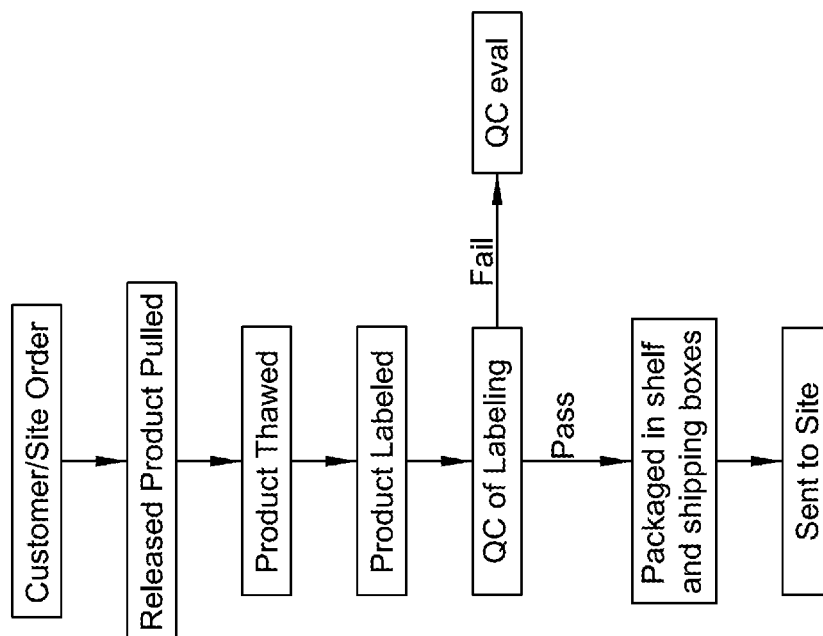 Customer/Site Order
Released Product Pulled
Product Thawed
Product Labeled
QC of Labeling
Fail
QC eval
Pass
Packaged in shelf
and shipping boxes
Sent to Site